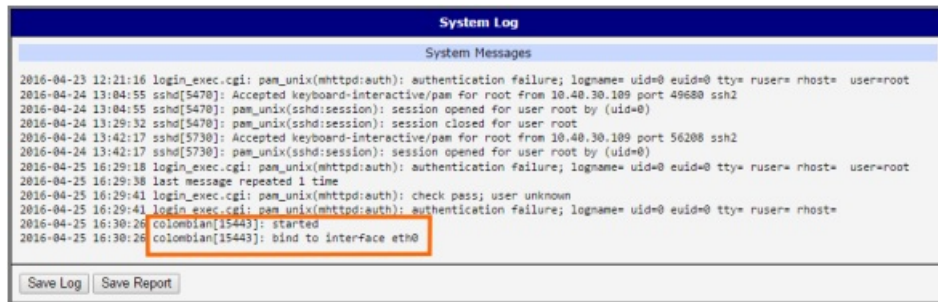 System Log
System Messages
2016-04-23 12:21:16 login_exec.cgi: pam_unix(mhttpd:auth): authentication failure; logname= uid=0 euid=0 tty= ruser= rhost=  user=root
2016-04-24 13:04:55 sshd[5470]: Accepted keyboard-interactive/pam for root from 10.40.30.109 port 49680 ssh2
2016-04-24 13:04:55 sshd[5470]: pam_unix(sshd:session): session opened for user root by (uid=0)
2016-04-24 13:29:32 sshd[5470]: pam_unix(sshd:session): session closed for user root
2016-04-24 13:42:17 sshd[5730]: Accepted keyboard-interactive/pam for root from 10.40.30.109 port 56208 ssh2
2016-04-24 13:42:17 sshd[5730]: pam_unix(sshd:session): session opened for user root by (uid=0)
2016-04-25 16:29:18 login_exec.cgi: pam_unix(mhttpd:auth): authentication failure; logname= uid=0 euid=0 tty= ruser= rhost=  user=root
2016-04-25 16:29:38 last message repeated 1 time
2016-04-25 16:29:41 login_exec.cgi: pam_unix(mhttpd:auth): check pass; user unknown
2016-04-25 16:29:41 login_exec.cgi: pam_unix(mhttpd:auth): authentication failure; logname= uid=0 euid=0 tty= ruser= rhost=
2016-04-25 16:30:26 colombian[15443]: started
2016-04-25 16:30:26 colombian[15443]: bind to interface eth0
Save Log Save Report